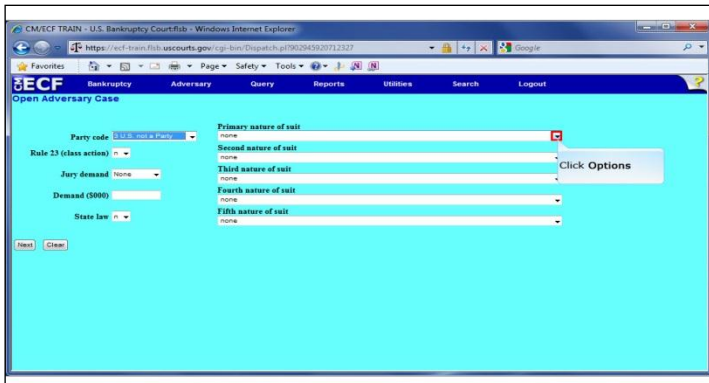 CM/ECF TRAIN - U.S. Bankruptcy Court:flsb - Windows Internet Explorer
https://ecf-train.flsb.uscourts.gov/cgi-bin/Dispatch.pl?902945920712327
Google
Favorites Page Safety Tools
ECF Bankruptcy Adversary Query Reports Utilities Search Logout
Open Adversary Case
Party code 3 U.S. not a Party
Rule 23 (class action) n
Jury demand None
Demand ($000)
State law n
Primary nature of suit
none
Second nature of suit
none
Third nature of suit
none
Fourth nature of suit
none
Fifth nature of suit
none
Click Options
Next Clear